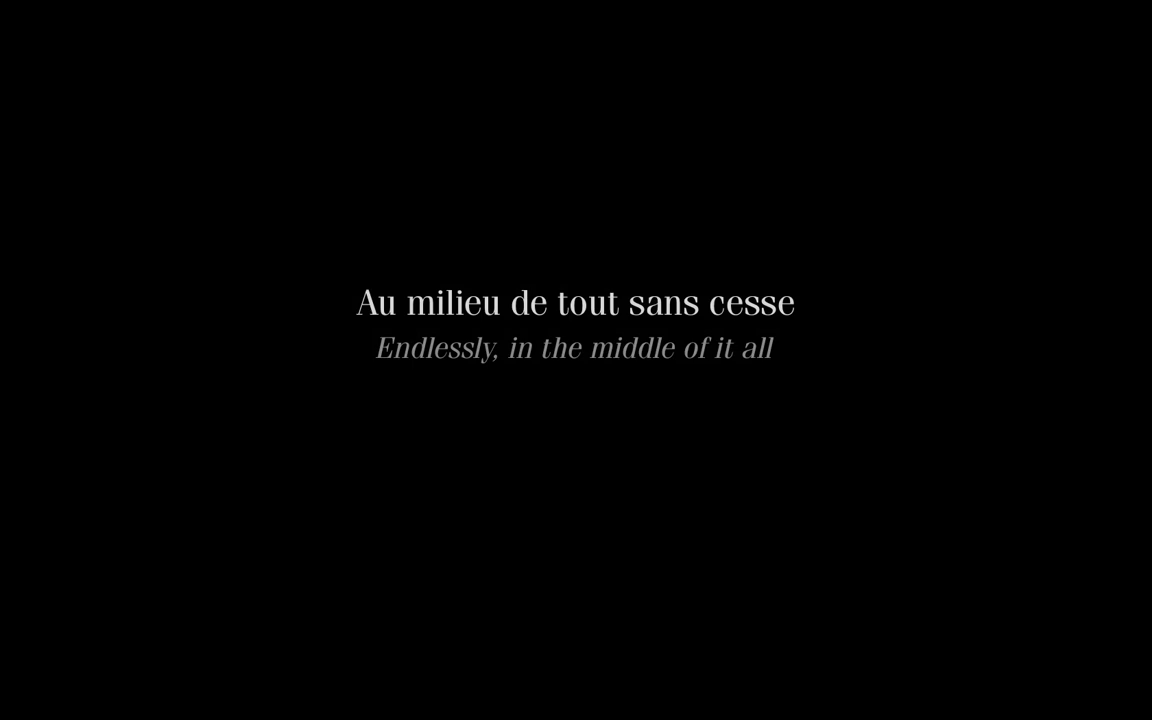 Au milieu de tout sans cesse
Endlessly, in the middle of it all